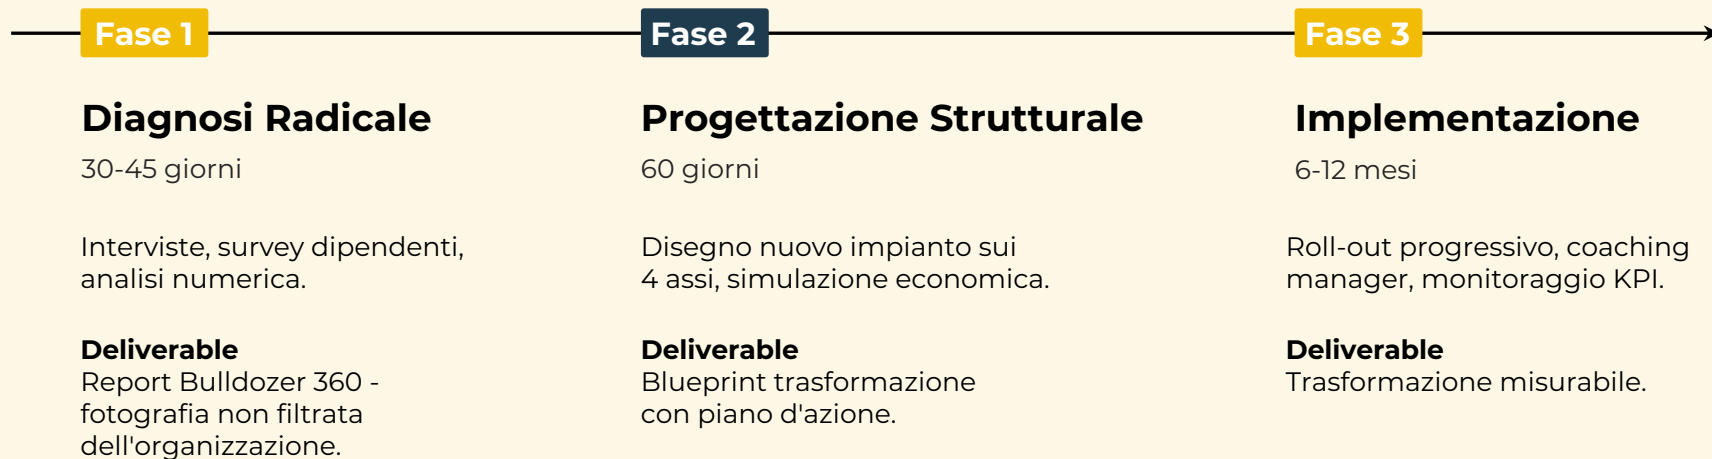 Fase 1
Diagnosi Radicale
30-45 giorni
Interviste, survey dipendenti,
analisi numerica.
Deliverable
Report Bulldozer 360 -
fotografia non filtrata
dell'organizzazione.
Fase 2
Progettazione Strutturale
60 giorni
Disegno nuovo impianto sui
4 assi, simulazione economica.
Deliverable
Blueprint trasformazione
con piano d'azione.
Fase 3
Implementazione
6-12 mesi
Roll-out progressivo, coaching
manager, monitoraggio KPI.
Deliverable
Trasformazione misurabile.